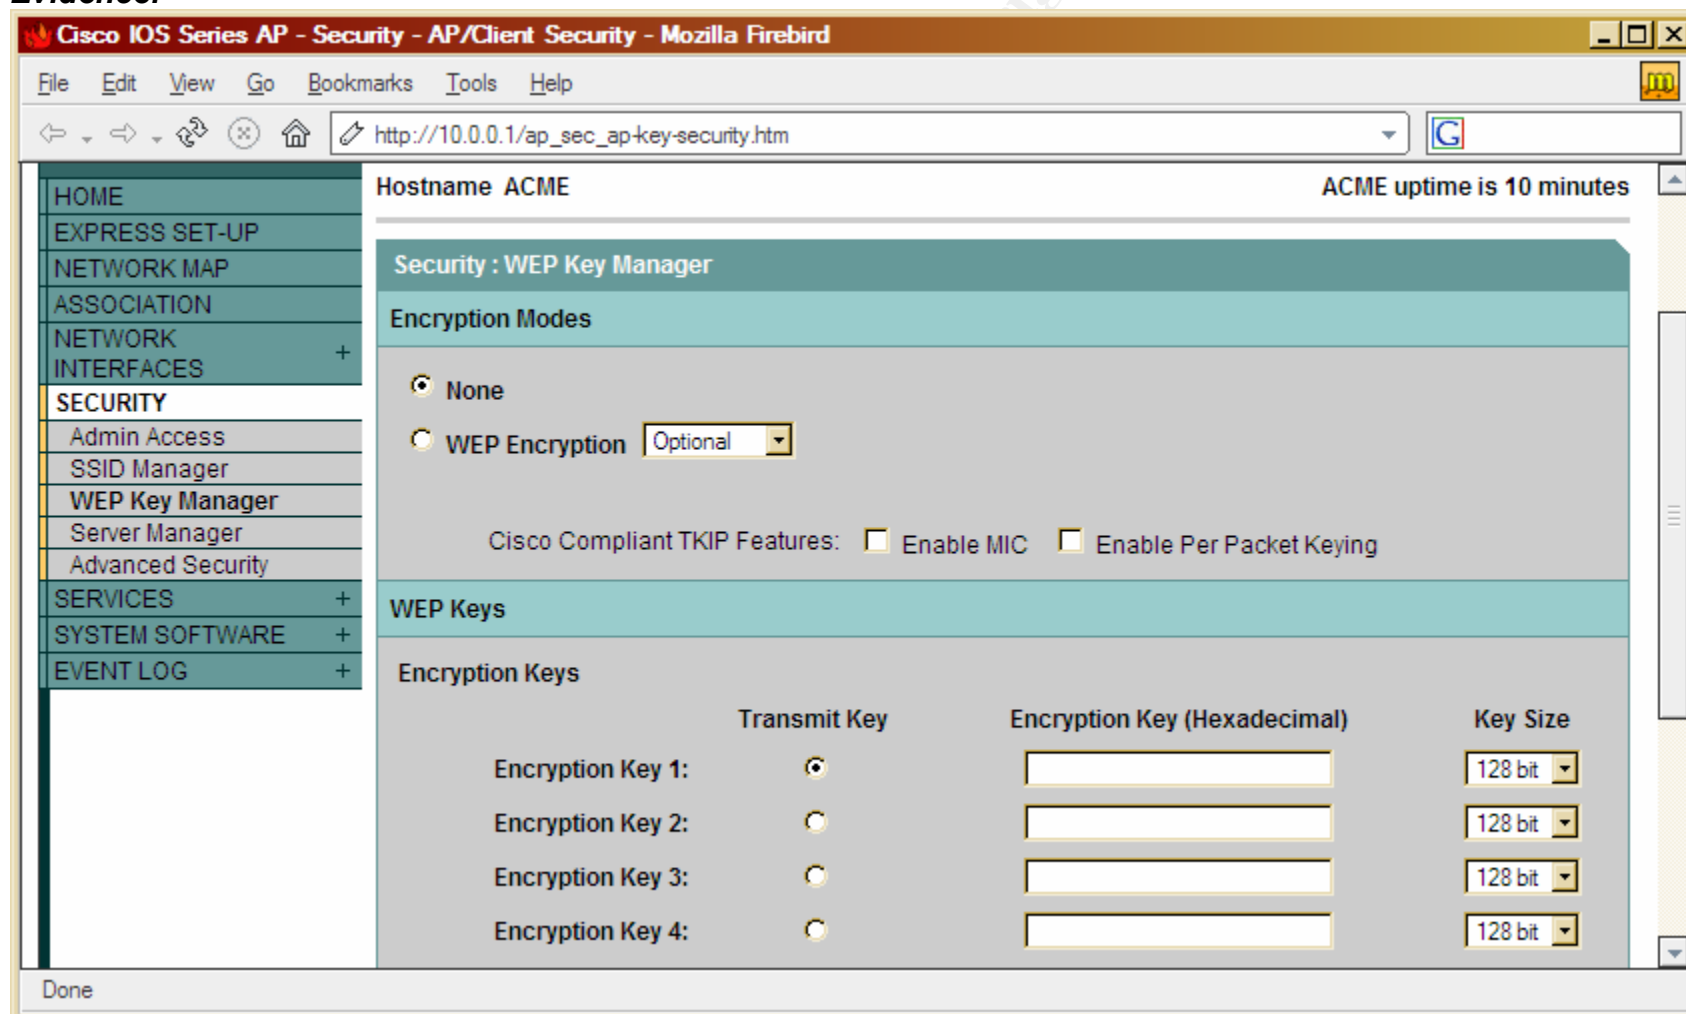 Evidence:
Cisco IOS Series AP - Security - AP/Client Security - Mozilla Firebird
File Edit View Go Bookmarks Tools Help
http://10.0.0.1/ap_sec_ap-key-security.htm
G
Hostname ACME
ACME uptime is 10 minutes
HOME
EXPRESS SET-UP
NETWORK MAP
ASSOCIATION
NETWORK
INTERFACES +
SECURITY
Admin Access
SSID Manager
WEP Key Manager
Server Manager
Advanced Security
SERVICES +
SYSTEM SOFTWARE +
EVENT LOG +
Security : WEP Key Manager
Encryption Modes
None
WEP Encryption Optional
Cisco Compliant TKIP Features: Enable MIC Enable Per Packet Keying
WEP Keys
Encryption Keys
Transmit Key Encryption Key (Hexadecimal) Key Size
Encryption Key 1: 128 bit
Encryption Key 2: 128 bit
Encryption Key 3: 128 bit
Encryption Key 4: 128 bit
Done